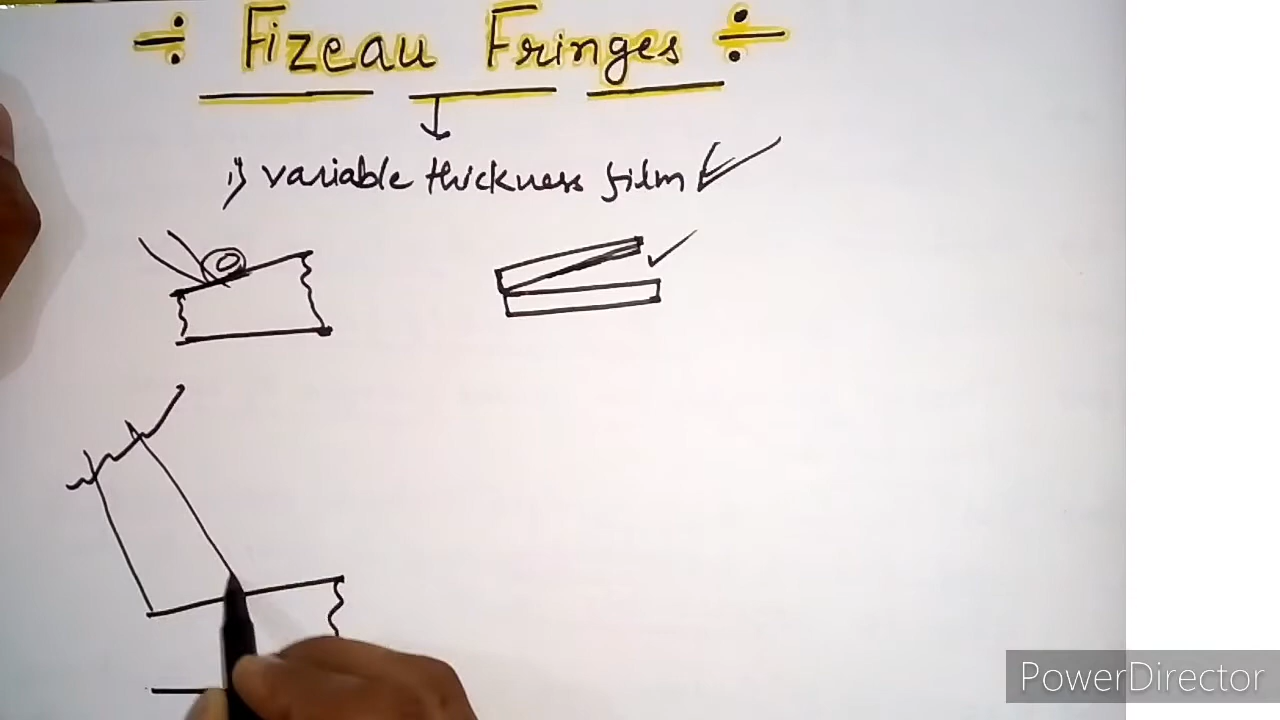 ÷ Fizeau Fringes ÷
i) variable thickness film
PowerDirector